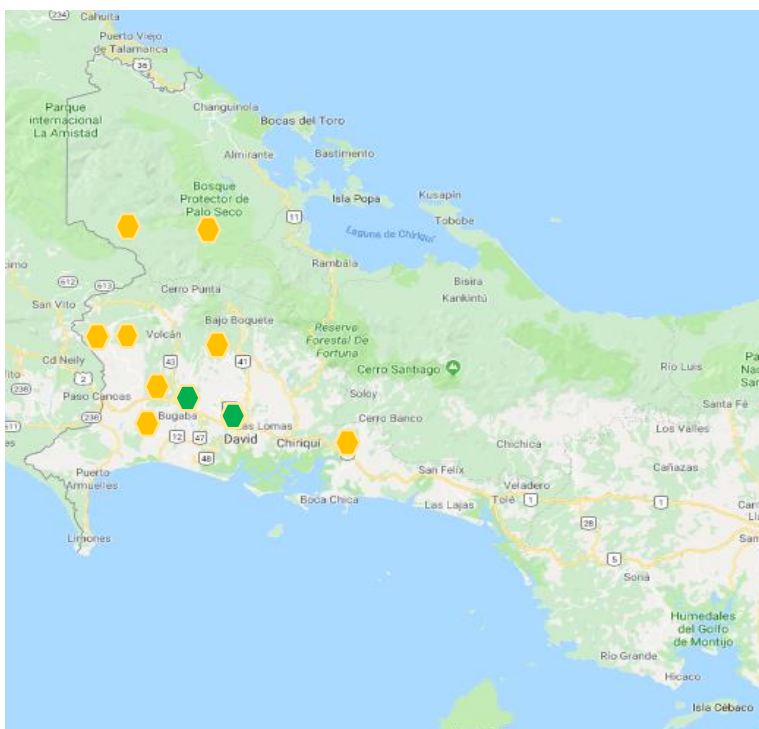 234
Cahuita
Puerto Viejo
de Talamanca
36
Parque
internacional
La Amistad
Changuinola
Bocas del Toro
Almirante
Bastimento
Bosque
Protector de
Palo Seco
Isla Popa
Kusapin
Tobobe
11
Laguna de Chiriquí
Rambala
612
613
Cerro Punta
Bisira
Kankintú
San Vito
Volcán
Bajo Boquete
Reserva
Forestal De
Fortuna
Cd Neily
43
41
2
Cerro Santiago
Río Luis
Paso Canoas
Soloy
Santa Fé
238
Bugaba
Las Lomas
Cerro Banco
Los Valles
12
47
David
Chiriquí
Chichica
48
San Félix
Cañazas
Puerto
Armuelles
Veladero
Boca Chica
Las Lajas
Tolé
1
1
28
Limones
5
Soná
Humedales
del Golfo
de Montijo
Río Grande
Hicaco
Isla Cébaco